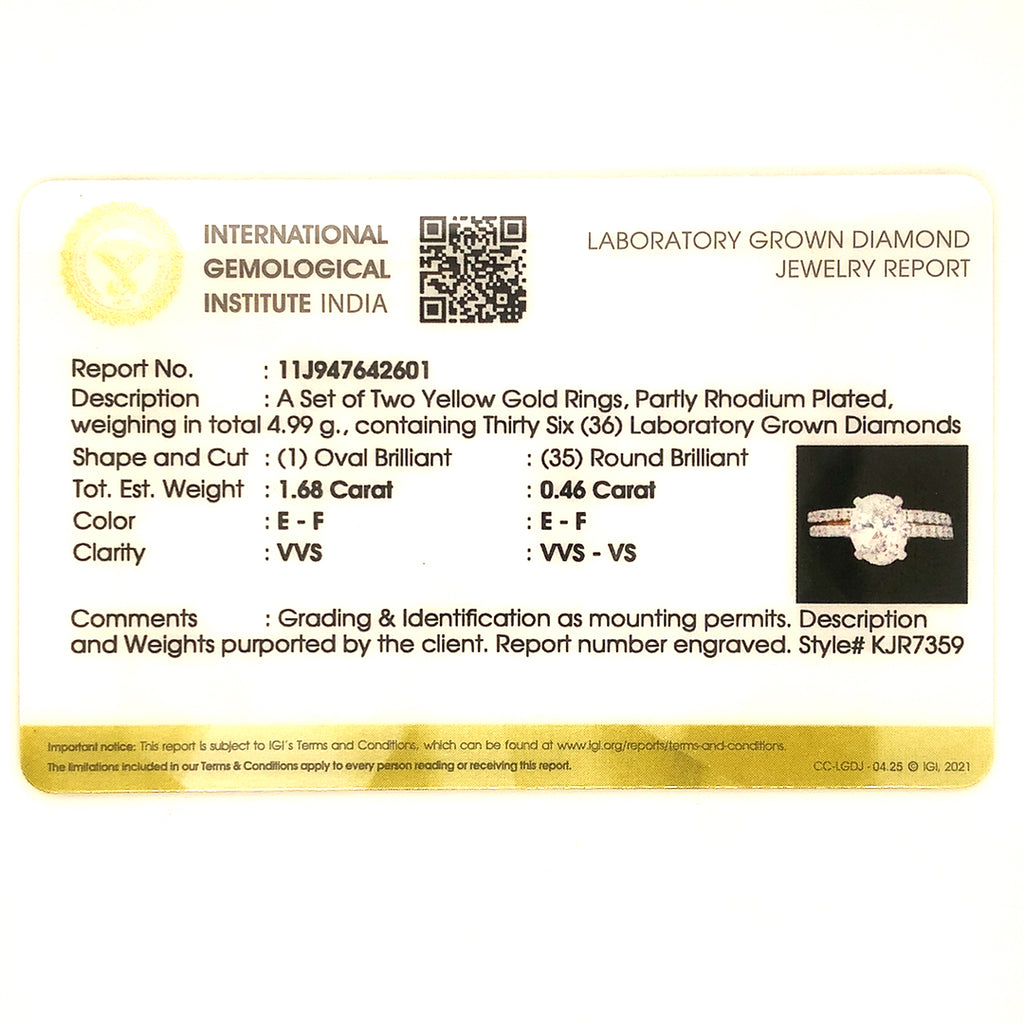 INTERNATIONAL
GEMOLOGICAL
INSTITUTE INDIA
LABORATORY GROWN DIAMOND
JEWELRY REPORT
Report No. : 11J947642601
Description : A Set of Two Yellow Gold Rings, Partly Rhodium Plated,
weighing in total 4.99 g., containing Thirty Six (36) Laboratory Grown Diamonds
Shape and Cut : (1) Oval Brilliant : (35) Round Brilliant
Tot. Est. Weight : 1.68 Carat : 0.46 Carat
Color : E - F : E - F
Clarity : VVS : VVS - VS
Comments : Grading & Identification as mounting permits. Description
and Weights purported by the client. Report number engraved. Style# KJR7359
Important notice: This report is subject to IGI's Terms and Conditions, which can be found at www.igi.org/reports/terms-and-conditions.
The limitations included in our Terms & Conditions apply to every person reading or receiving this report.
CC-LGDJ - 04.25 © IGI, 2021